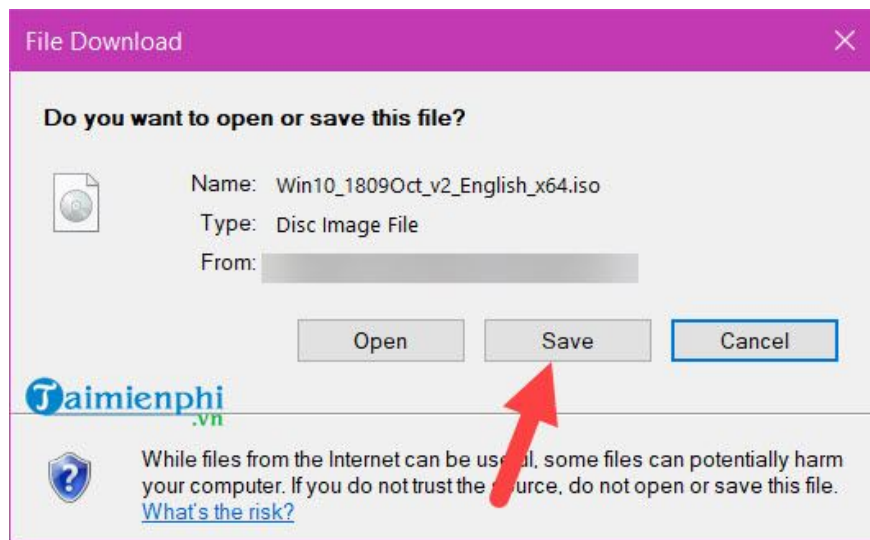 File Download
Do you want to open or save this file?
Name: Win10_1809Oct_v2_English_x64.iso
Type: Disc Image File
From:
Open Save Cancel
Taimienphi
.vn
While files from the Internet can be useful, some files can potentially harm
your computer. If you do not trust the source, do not open or save this file.
What's the risk?